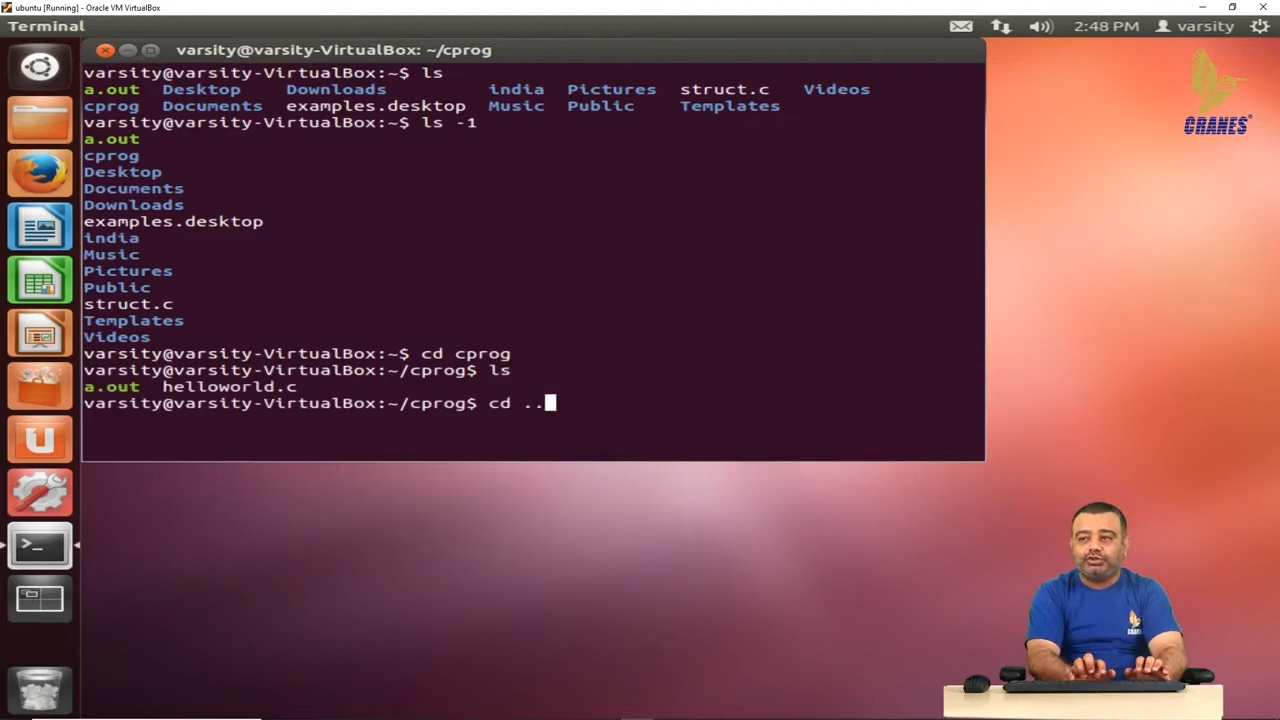 ubuntu [Running] - Oracle VM VirtualBox
Terminal 2:48 PM varsity
varsity@varsity-VirtualBox: ~/cprog
varsity@varsity-VirtualBox:~$ ls
a.out Desktop Downloads india Pictures struct.c Videos
cprog Documents examples.desktop Music Public Templates
varsity@varsity-VirtualBox:~$ ls -1
a.out
cprog
Desktop
Documents
Downloads
examples.desktop
india
Music
Pictures
Public
struct.c
Templates
Videos
varsity@varsity-VirtualBox:~$ cd cprog
varsity@varsity-VirtualBox:~/cprog$ ls
a.out helloworld.c
varsity@varsity-VirtualBox:~/cprog$ cd ..
CRANES
CRANES